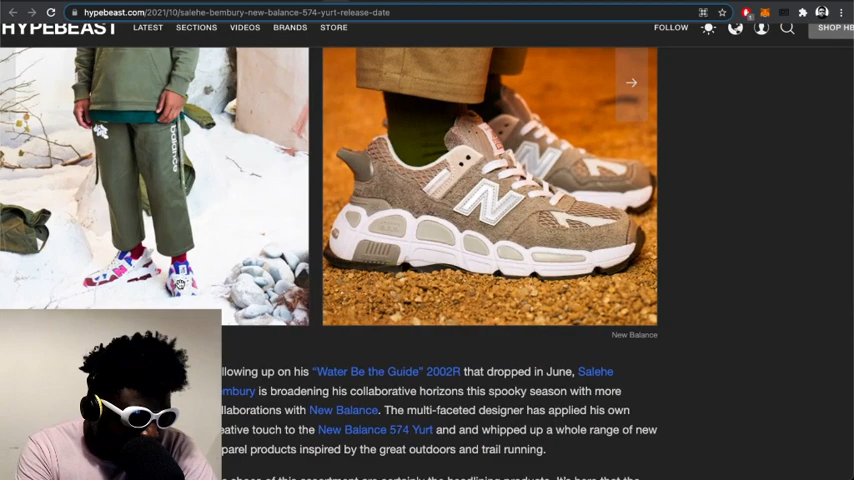 hypebeast.com/2021/10/salehe-bembury-new-balance-574-yurt-release-date
HYPEBEAST LATEST SECTIONS VIDEOS BRANDS STORE FOLLOW SHOP HB
balance
N
N
New Balance
llowing up on his “Water Be the Guide” 2002R that dropped in June, Salehe
mbury is broadening his collaborative horizons this spooky season with more
llaborations with New Balance. The multi-faceted designer has applied his own
eative touch to the New Balance 574 Yurt and and whipped up a whole range of new
parel products inspired by the great outdoors and trail running.